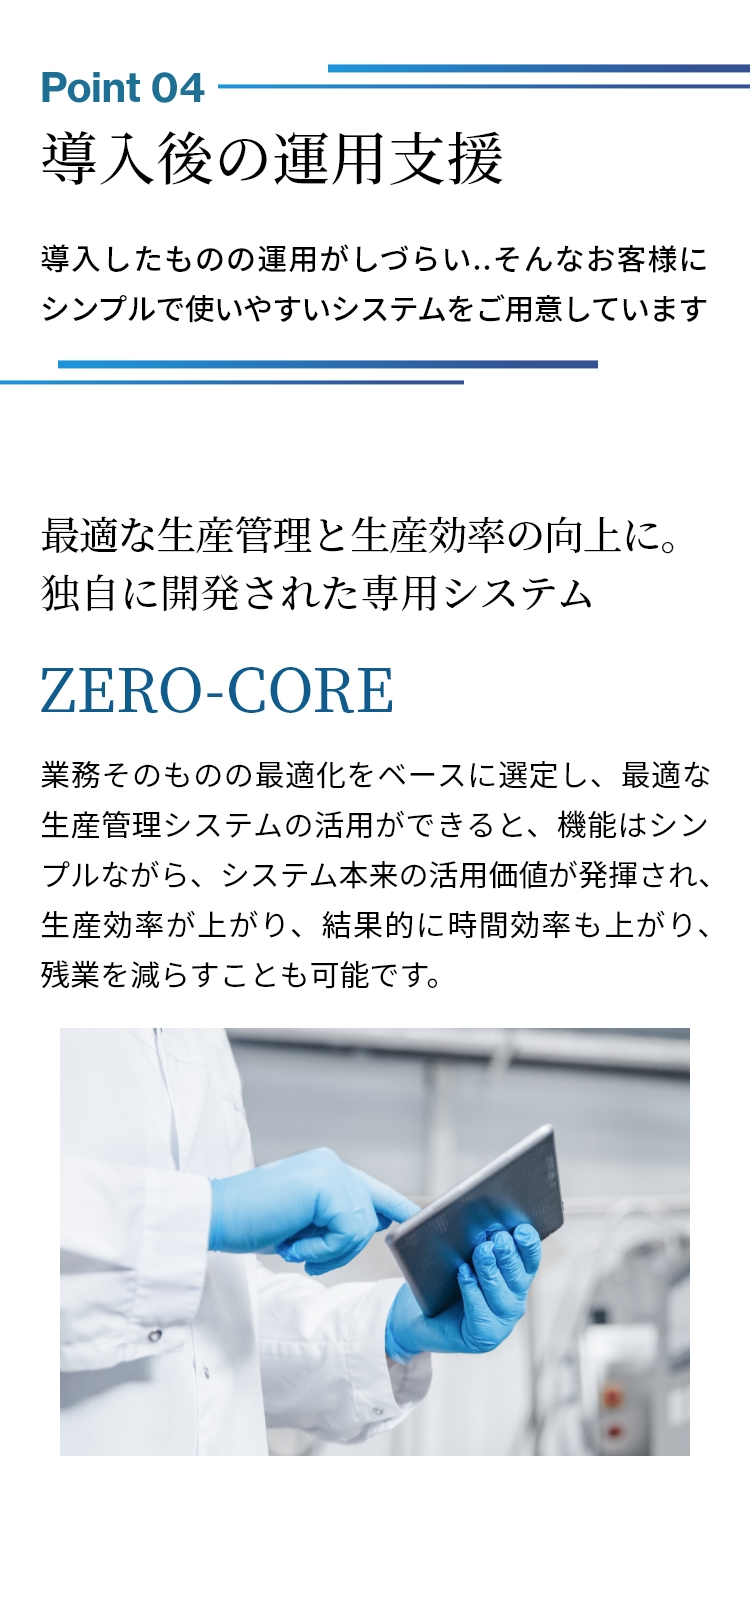 Point 04
導入後の運用支援
導入したものの運用がしづらい..そんなお客様に
シンプルで使いやすいシステムをご用意しています
最適な生産管理と生産効率の向上に。
独自に開発された専用システム
ZERO-CORE
業務そのものの最適化をベースに選定し、最適な
生産管理システムの活用ができると、機能はシン
プルながら、システム本来の活用価値が発揮され、
生産効率が上がり、結果的に時間効率も上がり、
残業を減らすことも可能です。